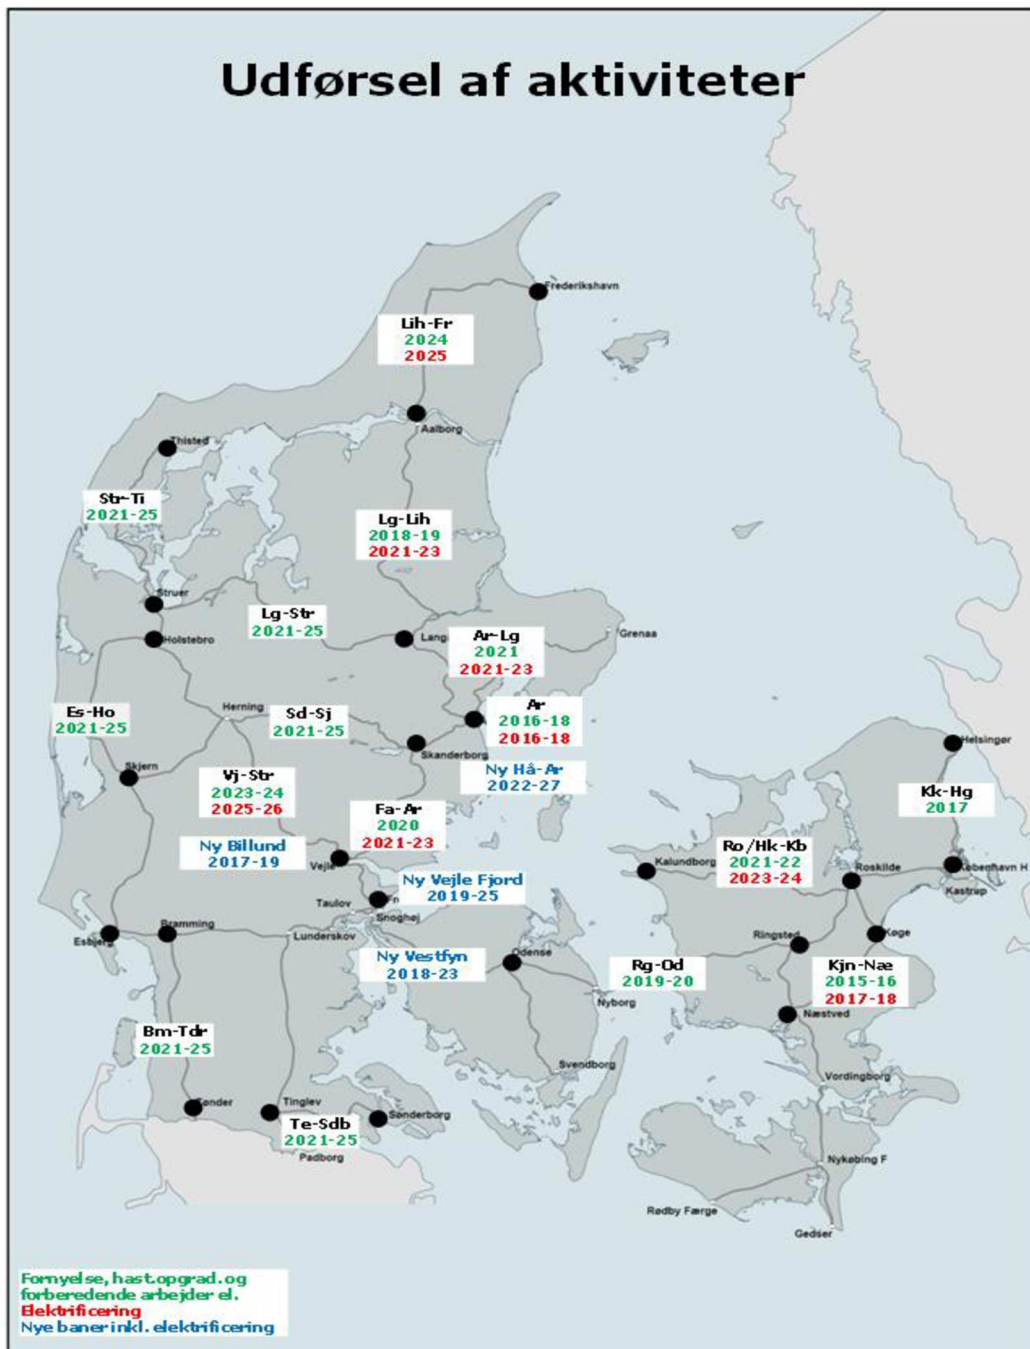 Udførsel af aktiviteter
Frederikshavn
Lih-Fr
2024
2025
Aalborg
Thisted
Str-Ti
2021-25
Lg-Lih
2018-19
2021-23
Struer
Lg-Str
2021-25
Holstebro
Lang
Ar-Lg
2021
2021-23
Grenaa
Es-Ho
2021-25
Herning
Sd-Sj
2021-25
Ar
2016-18
2016-18
Skanderborg
Helsingør
Skjern
Vj-Str
2023-24
2025-26
Ny Hå-Ar
2022-27
Kk-Hg
2017
Fa-Ar
2020
2021-23
Ny Billund
2017-19
Vejle
Kalundborg
Ro/Hk-Kb
2021-22
2023-24
Roskilde
København H
Kastrup
Ny Vejle Fjord
2019-25
Taulov
Fr
Snoghøj
Esbjerg
Bramming
Lunderskov
Ny Vestfyn
2018-23
Odense
Ringsted
Køge
Rg-Od
2019-20
Kjn-Næ
2015-16
2017-18
Nyborg
Næstved
Bm-Tdr
2021-25
Svendborg
Vordingborg
Tønder
Tinglev
Sønderborg
Te-Sdb
2021-25
Padborg
Nykøbing F
Rødby Færge
Gedser
Fornyelse, hast.opgrad. og
forberedende arbejder el.
Elektrificering
Nye baner inkl. elektrificering